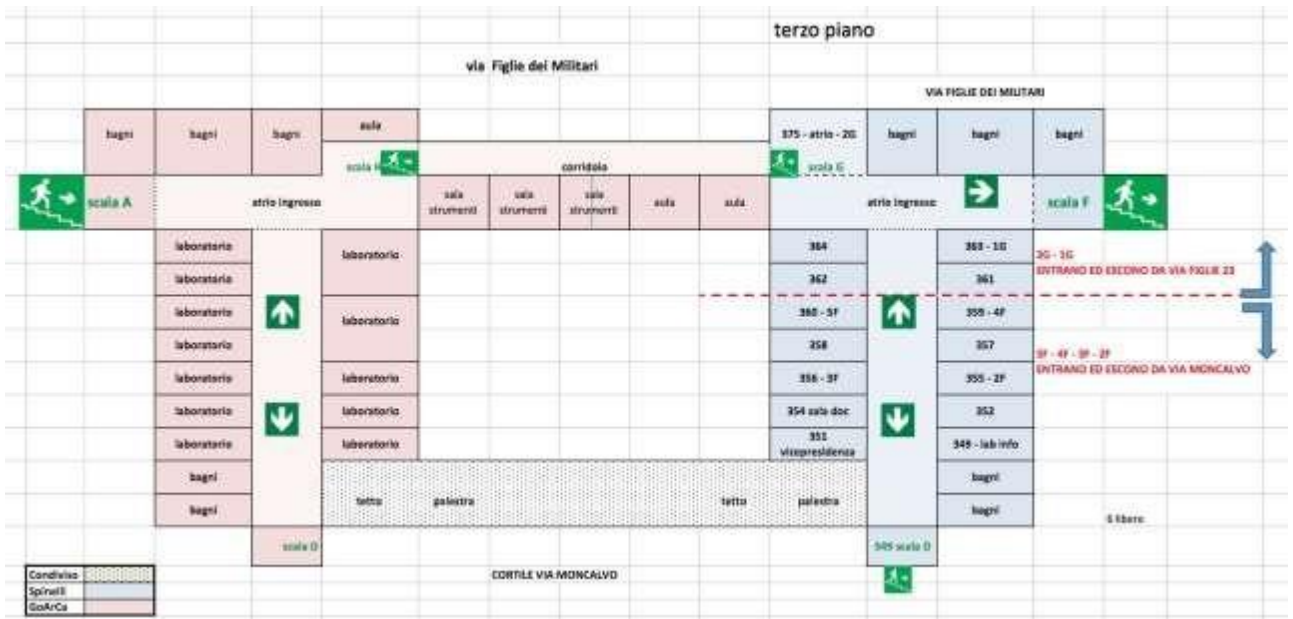 terzo piano
via Figlie dei Militari
VIA FIGLIE DEI MILITARI
bagni bagni bagni aula 375 - atrio - 2G bagni bagni bagni
scala corridoio scala G
scala A atrio ingresso sala strumenti sala strumenti sala strumenti aula aula atrio ingresso scala F
laboratorio laboratorio 364 363 - 1G
2G - 1G
laboratorio 362 361 ENTRANO ED ESCONO DA VIA FIGLIE 23
laboratorio laboratorio 360 - 5F 359 - 4F
laboratorio 358 357
5F - 4F - 3F - 2F
laboratorio laboratorio 356 - 3F 355 - 2F ENTRANO ED ESCONO DA VIA MONCALVO
laboratorio laboratorio 354 sala doc 352
laboratorio laboratorio 351 vicepresidenza 349 - lab info
bagni bagni
tetto palestra tetto palestra
bagni bagni
6 libero
scala D 349 scala D
CORTILE VIA MONCALVO
Condiviso
Spinelli
GoArCa